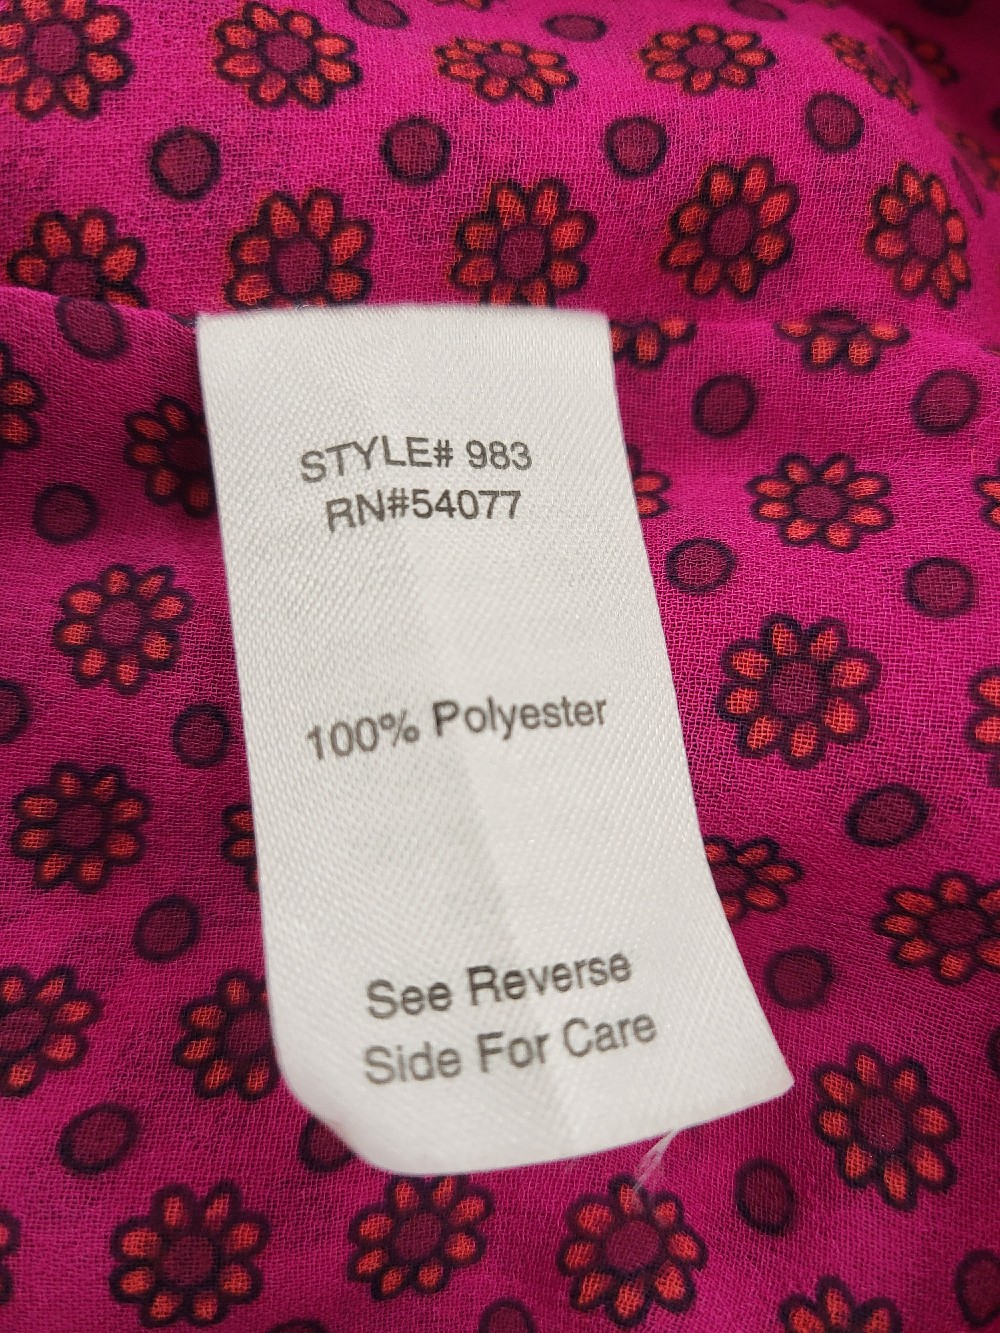 STYLE# 983
RN#54077
100% Polyester
See Reverse
Side For Care